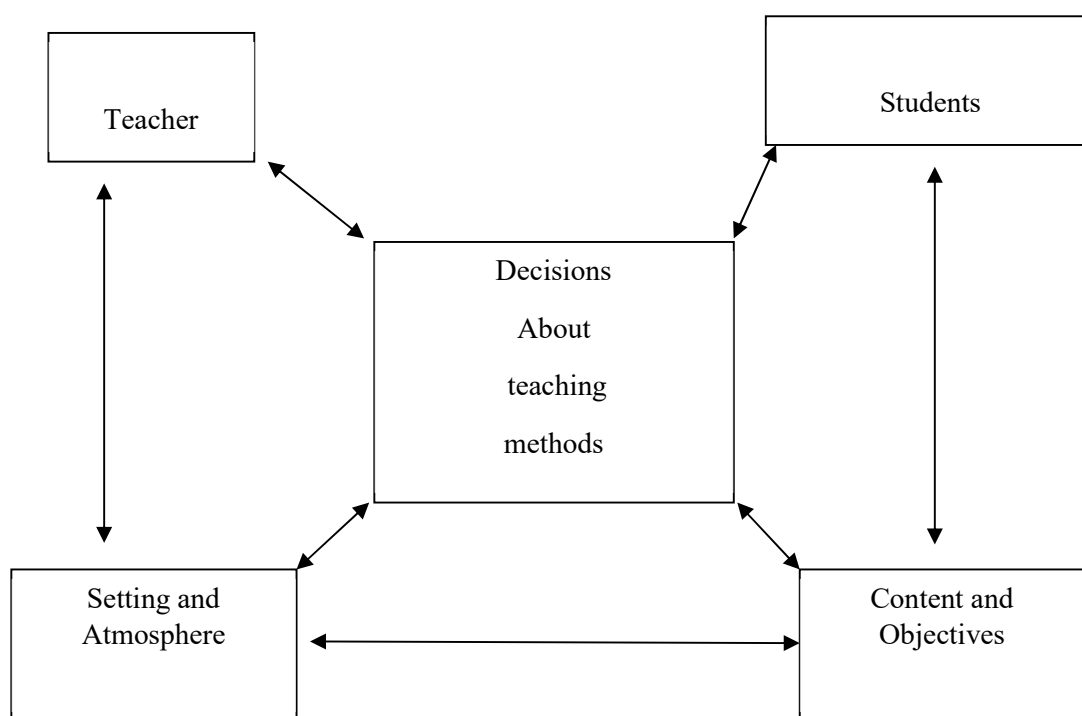 Teacher
Students
Decisions
About
teaching
methods
Setting and
Atmosphere
Content and
Objectives